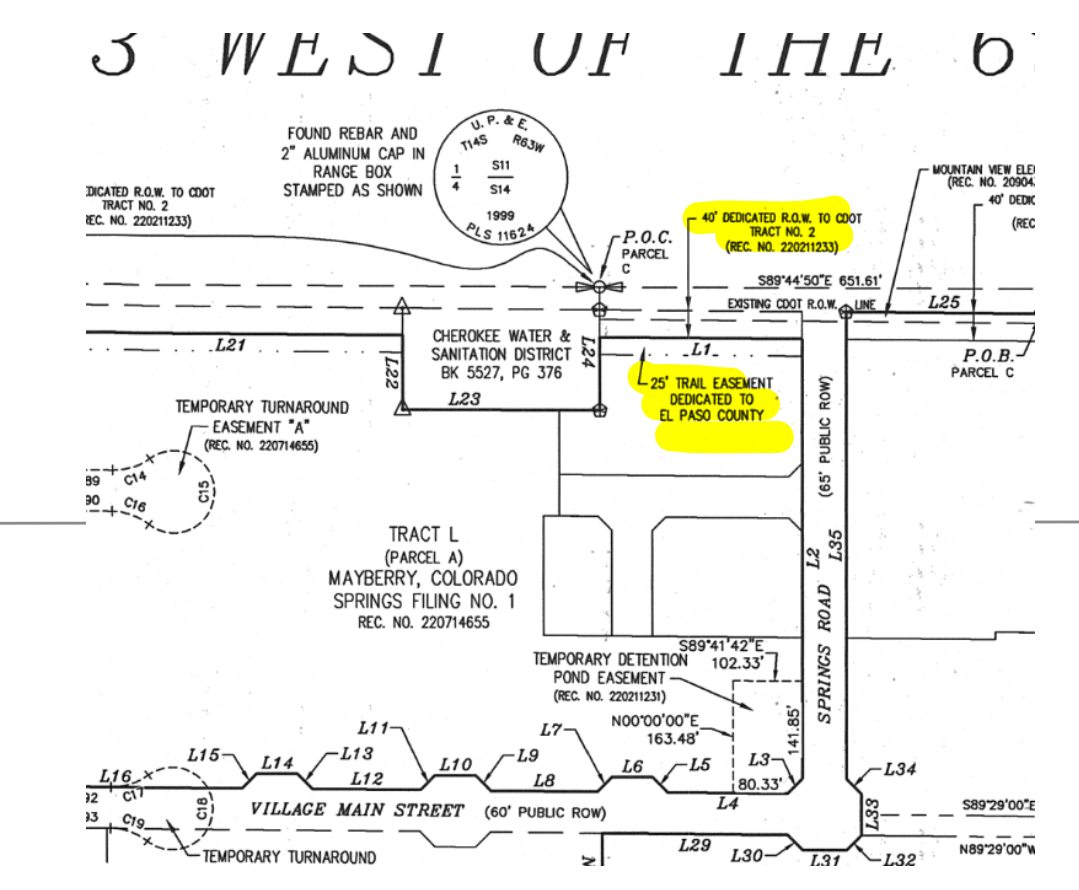 3 WEST OF THE 6
FOUND REBAR AND
2" ALUMINUM CAP IN
RANGE BOX
STAMPED AS SHOWN
U. P. & E.
T14S R63W
1/4
S11
S14
1999
PLS 11624
DICATED R.O.W. TO CDOT
TRACT NO. 2
REC. NO. 220211233)
P.O.C.
PARCEL
C
40' DEDICATED R.O.W. TO CDOT
TRACT NO. 2
(REC. NO. 220211233)
MOUNTAIN VIEW ELE
(REC. NO. 20904
40' DEDIC
(REC
S89°44'50"E 651.61'
EXISTING CDOT R.O.W. LINE
L25
P.O.B.
PARCEL C
L21
L22
CHEROKEE WATER &
SANITATION DISTRICT
BK 5527, PG 376
L23
L24
L1
25' TRAIL EASEMENT
DEDICATED TO
EL PASO COUNTY
TEMPORARY TURNAROUND
EASEMENT "A"
(REC. NO. 220714655)
89
90
C14
C15
C16
(65' PUBLIC ROW)
L2
L35
SPRINGS ROAD
TRACT L
(PARCEL A)
MAYBERRY, COLORADO
SPRINGS FILING NO. 1
REC. NO. 220714655
S89°41'42"E
102.33'
TEMPORARY DETENTION
POND EASEMENT
(REC. NO. 220211231)
N00°00'00"E
163.48'
141.85'
80.33'
L16
L15
L14
L13
L12
L11
L10
L9
L8
L7
L6
L5
L4
L3
L34
L33
92
93
C17
C18
C19
VILLAGE MAIN STREET (60' PUBLIC ROW)
S89°29'00"E
N89°29'00"W
L29
L30
L31
L32
N
TEMPORARY TURNAROUND